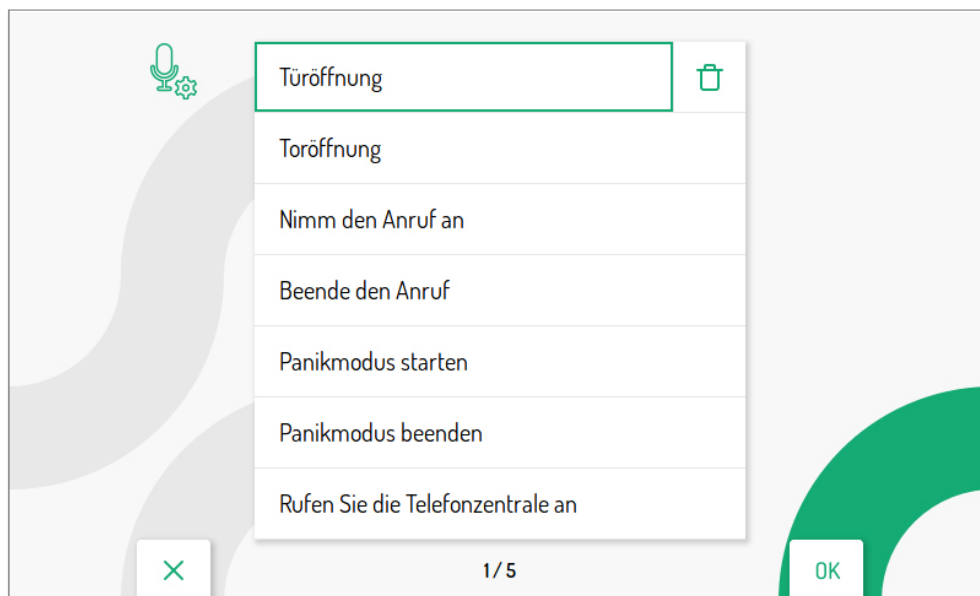 Türöffnung
Toröffnung
Nimm den Anruf an
Beende den Anruf
Panikmodus starten
Panikmodus beenden
Rufen Sie die Telefonzentrale an
1/5
OK